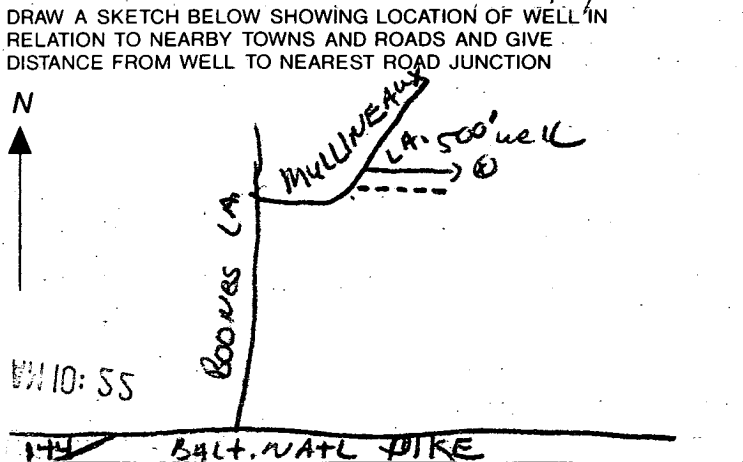 DRAW A SKETCH BELOW SHOWING LOCATION OF WELL IN
RELATION TO NEARBY TOWNS AND ROADS AND GIVE
DISTANCE FROM WELL TO NEAREST ROAD JUNCTION
N
MULLINEAUX
LA. 500' well
BOONES LA.
10:55
144
BALT. NATL PIKE